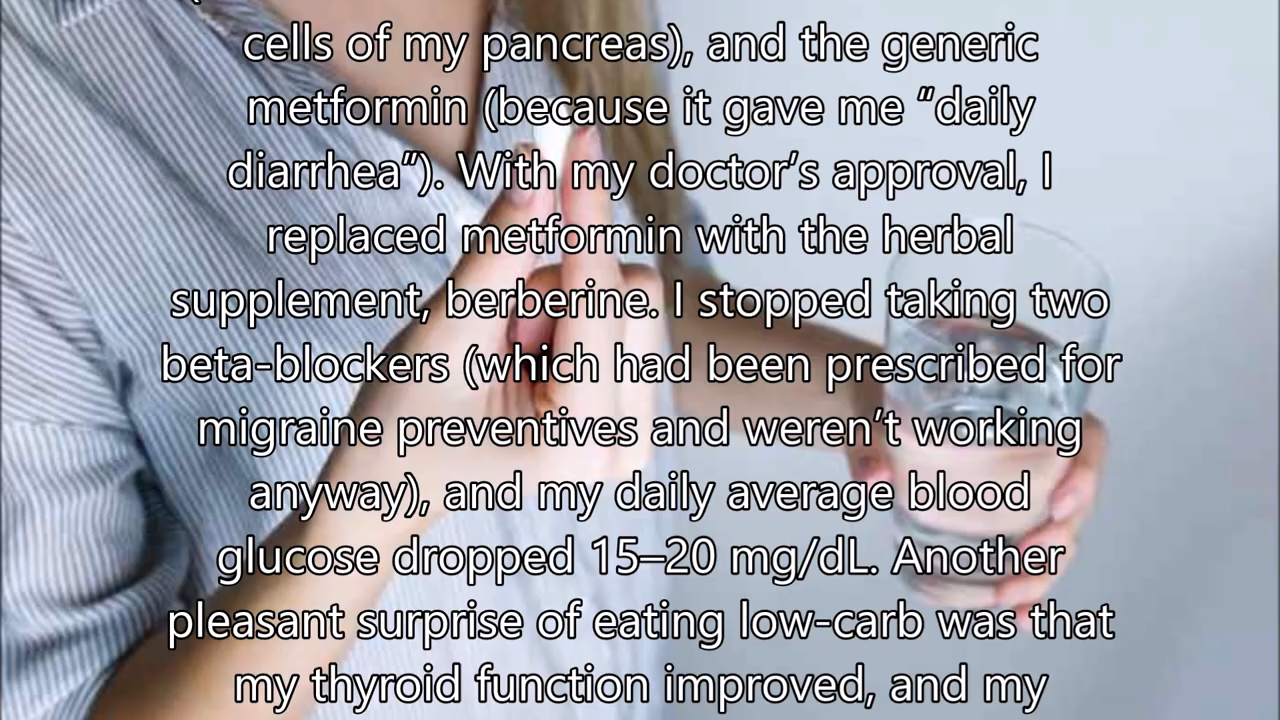 cells of my pancreas), and the generic
metformin (because it gave me “daily
diarrhea”). With my doctor’s approval, I
replaced metformin with the herbal
supplement, berberine. I stopped taking two
beta-blockers (which had been prescribed for
migraine preventives and weren’t working
anyway), and my daily average blood
glucose dropped 15–20 mg/dL. Another
pleasant surprise of eating low-carb was that
my thyroid function improved, and my